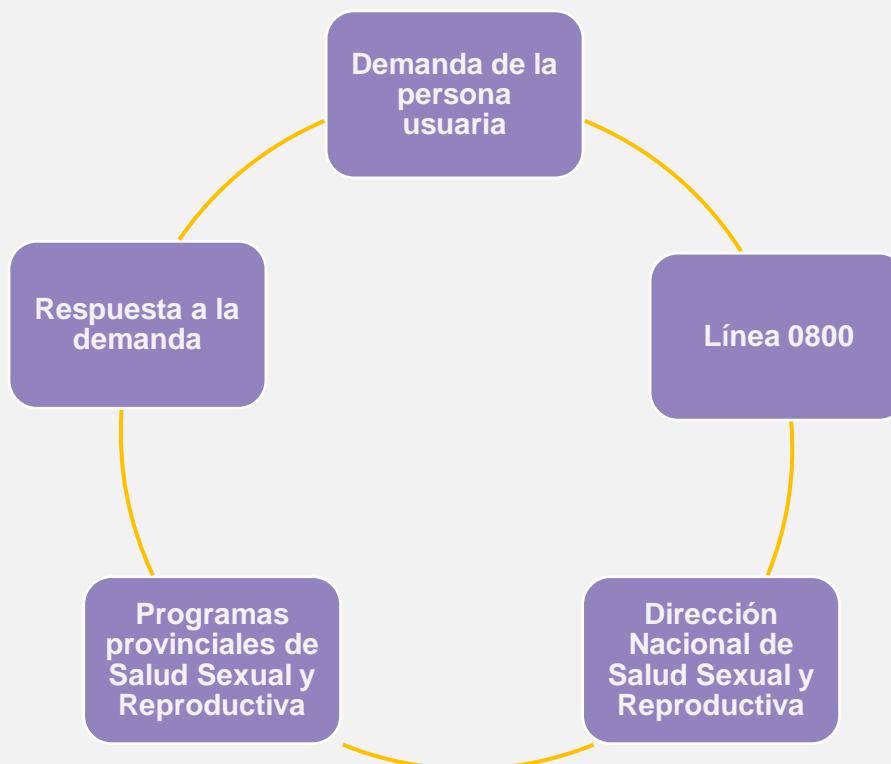 Demanda de la
persona
usuaria
Línea 0800
Dirección
Nacional de
Salud Sexual y
Reproductiva
Programas
provinciales de
Salud Sexual y
Reproductiva
Respuesta a la
demanda